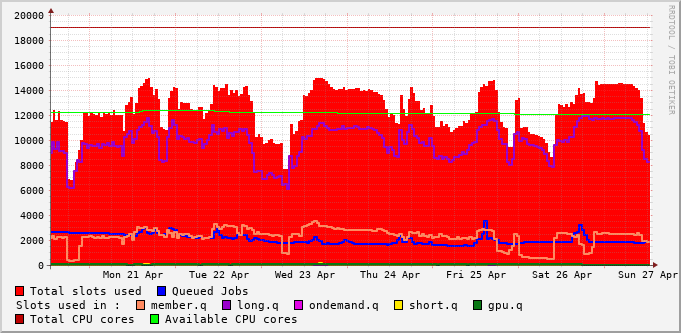 20000
18000
16000
14000
12000
10000
8000
6000
4000
2000
0
Mon 21 Apr Tue 22 Apr Wed 23 Apr Thu 24 Apr Fri 25 Apr Sat 26 Apr Sun 27 Apr
RRDTOOL / TOBI OETIKER
Total slots used Queued Jobs
Slots used in : member.q long.q ondemand.q short.q gpu.q
Total CPU cores Available CPU cores